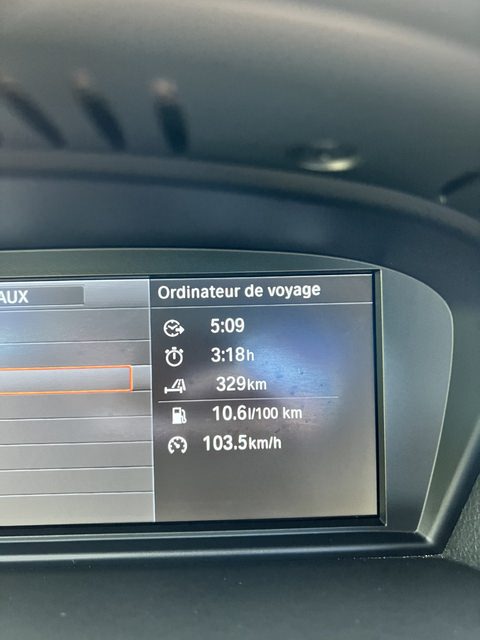 AUX
Ordinateur de voyage
5:09
3:18h
329km
10.6l/100 km
103.5km/h